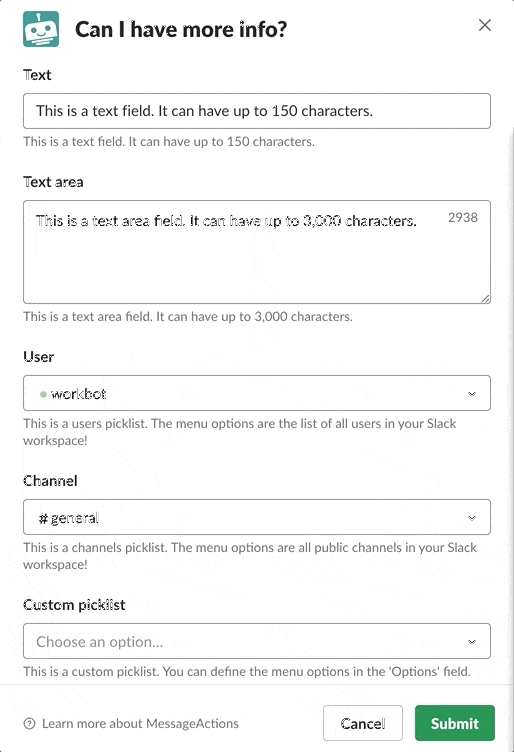 Can I have more info?
Text
This is a text field. It can have up to 150 characters.
This is a text field. It can have up to 150 characters.
Text area
This is a text area field. It can have up to 3,000 characters.
2938
This is a text area field. It can have up to 3,000 characters.
User
workbot
This is a users picklist. The menu options are the list of all users in your Slack
workspace!
Channel
# general
This is a channels picklist. The menu options are all public channels in your Slack
workspace!
Custom picklist
Choose an option...
This is a custom picklist. You can define the menu options in the 'Options' field.
Learn more about MessageActions
Cancel
Submit